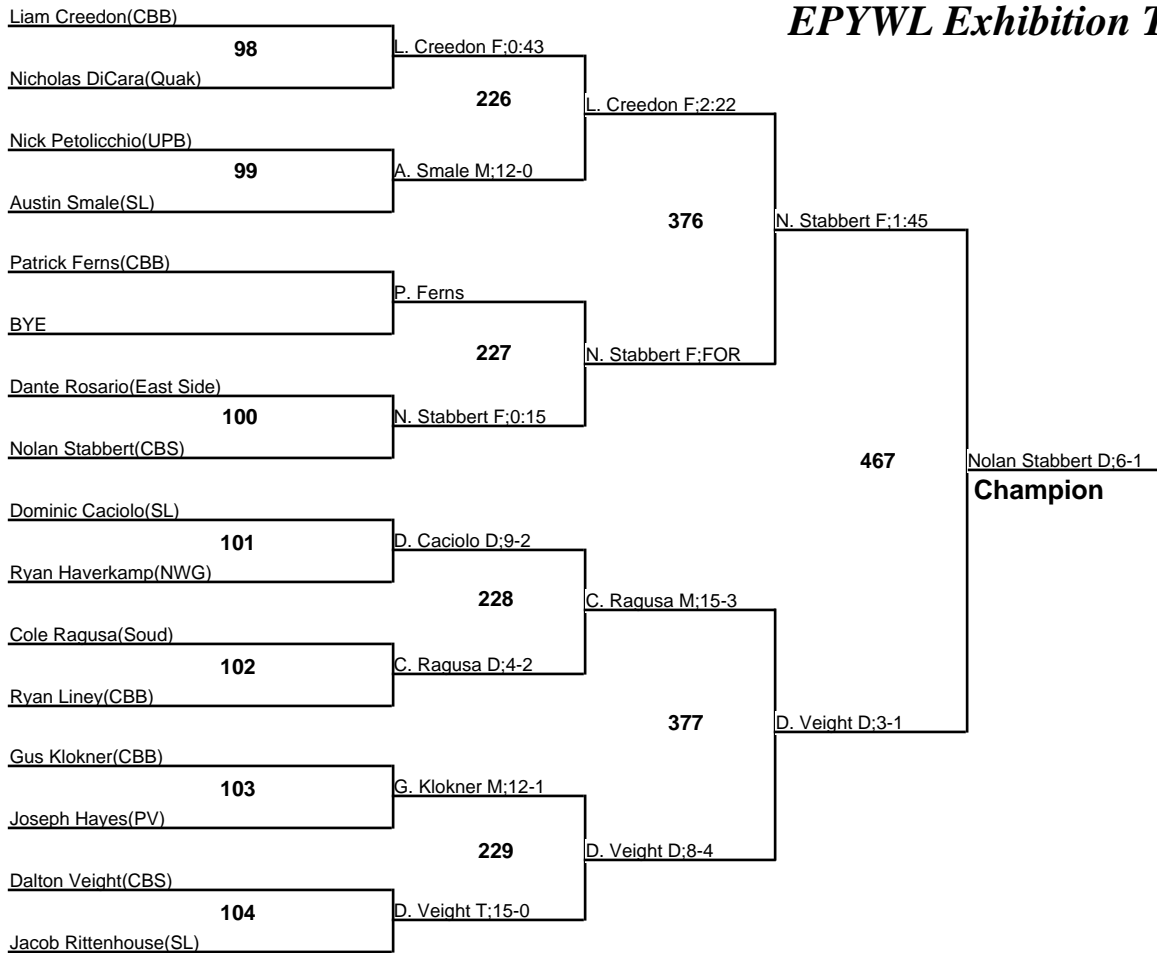 EPYWL Exhibition T
Liam Creedon(CBB)
98
L. Creedon F;0:43
Nicholas DiCara(Quak)
226
L. Creedon F;2:22
Nick Petolicchio(UPB)
99
A. Smale M;12-0
Austin Smale(SL)
376
N. Stabbert F;1:45
Patrick Ferns(CBB)
P. Ferns
BYE
227
N. Stabbert F;FOR
Dante Rosario(East Side)
100
N. Stabbert F;0:15
Nolan Stabbert(CBS)
467
Nolan Stabbert D;6-1
Champion
Dominic Caciolo(SL)
101
D. Caciolo D;9-2
Ryan Haverkamp(NWG)
228
C. Ragusa M;15-3
Cole Ragusa(Soud)
102
C. Ragusa D;4-2
Ryan Liney(CBB)
377
D. Veight D;3-1
Gus Klokner(CBB)
103
G. Klokner M;12-1
Joseph Hayes(PV)
229
D. Veight D;8-4
Dalton Veight(CBS)
104
D. Veight T;15-0
Jacob Rittenhouse(SL)